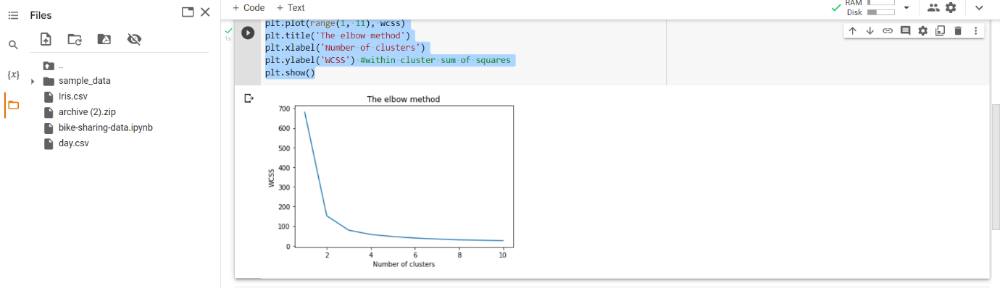 Files
{x}
..
sample_data
Iris.csv
archive (2).zip
bike-sharing-data.ipynb
day.csv
+ Code + Text
RAM
Disk
1s
plt.plot(range(1, 11), wcss)
plt.title('The elbow method')
plt.xlabel('Number of clusters')
plt.ylabel('WCSS') #within cluster sum of squares
plt.show()
The elbow method
700
600
500
400
300
200
100
0
WCSS
2 4 6 8 10
Number of clusters